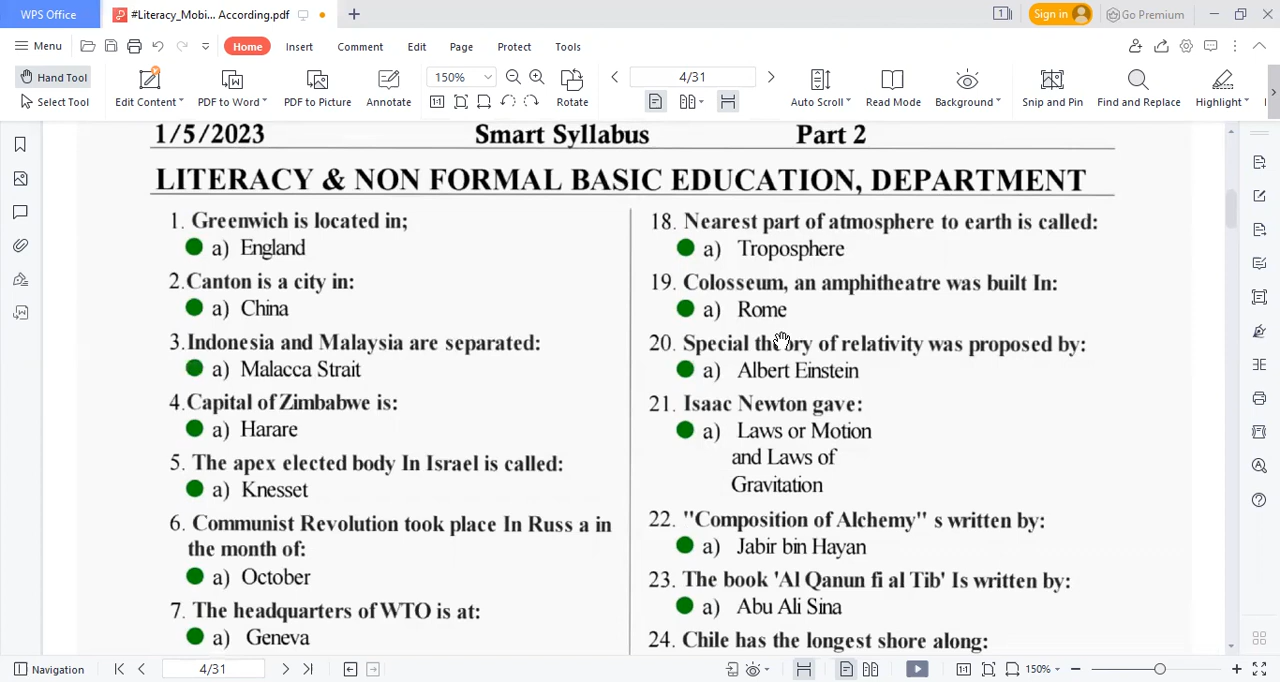 WPS Office
#Literacy_Mobi... According.pdf
Sign in
Go Premium
Menu
Home
Insert
Comment
Edit
Page
Protect
Tools
Hand Tool
Select Tool
Edit Content
PDF to Word
PDF to Picture
Annotate
150%
Rotate
4/31
Auto Scroll
Read Mode
Background
Snip and Pin
Find and Replace
Highlight
1/5/2023 Smart Syllabus Part 2
LITERACY & NON FORMAL BASIC EDUCATION, DEPARTMENT
1. Greenwich is located in;
a) England
2.Canton is a city in:
a) China
3.Indonesia and Malaysia are separated:
a) Malacca Strait
4.Capital of Zimbabwe is:
a) Harare
5. The apex elected body In Israel is called:
a) Knesset
6. Communist Revolution took place In Russ a in
the month of:
a) October
7. The headquarters of WTO is at:
a) Geneva
18. Nearest part of atmosphere to earth is called:
a) Troposphere
19. Colosseum, an amphitheatre was built In:
a) Rome
20. Special theory of relativity was proposed by:
a) Albert Einstein
21. Isaac Newton gave:
a) Laws or Motion
and Laws of
Gravitation
22. "Composition of Alchemy" s written by:
a) Jabir bin Hayan
23. The book 'Al Qanun fi al Tib' Is written by:
a) Abu Ali Sina
24. Chile has the longest shore along:
Navigation
4/31
150%